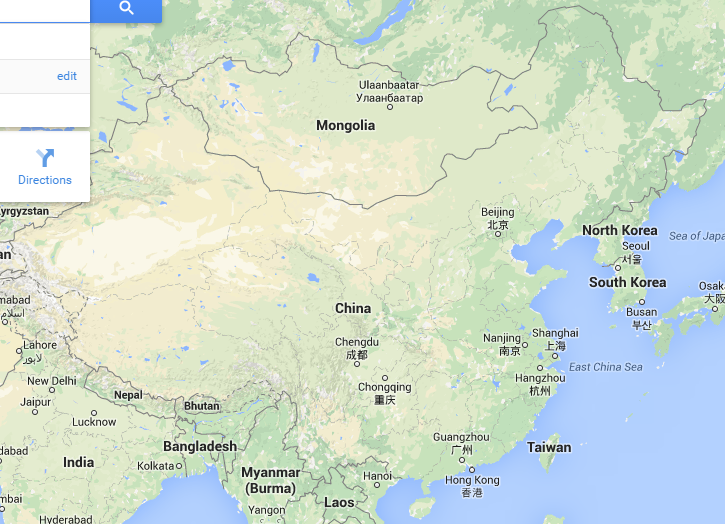 edit
Directions
Ulaanbaatar
Улаанбаатар
Mongolia
yrgyzstan
Beijing
北京
North Korea
Sea of Japa
Seoul
서울
an
South Korea
Osak
大阪
mabad
Busan
부산
China
Nanjing
南京
Shanghai
上海
Chengdu
成都
Lahore
لاہور
East China Sea
Hangzhou
杭州
New Delhi
Chongqing
重庆
Nepal
Jaipur
Bhutan
Lucknow
Guangzhou
广州
Taiwan
Bangladesh
dabad
India
Kolkata
Myanmar
(Burma)
Hanoi
Hong Kong
香港
mbai
Laos
Yangon
Hyderabad